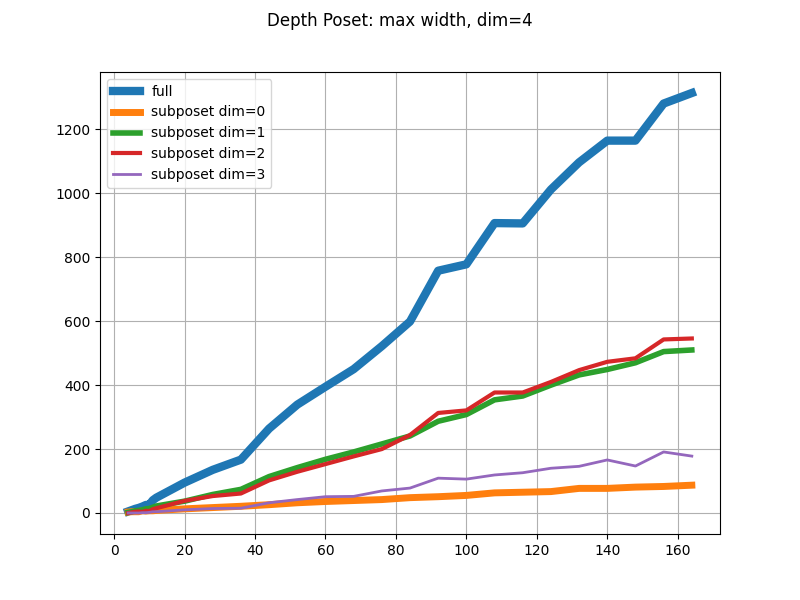 Depth Poset: max width, dim=4
full
subposet dim=0
subposet dim=1
subposet dim=2
subposet dim=3
1200
1000
800
600
400
200
0
0 20 40 60 80 100 120 140 160